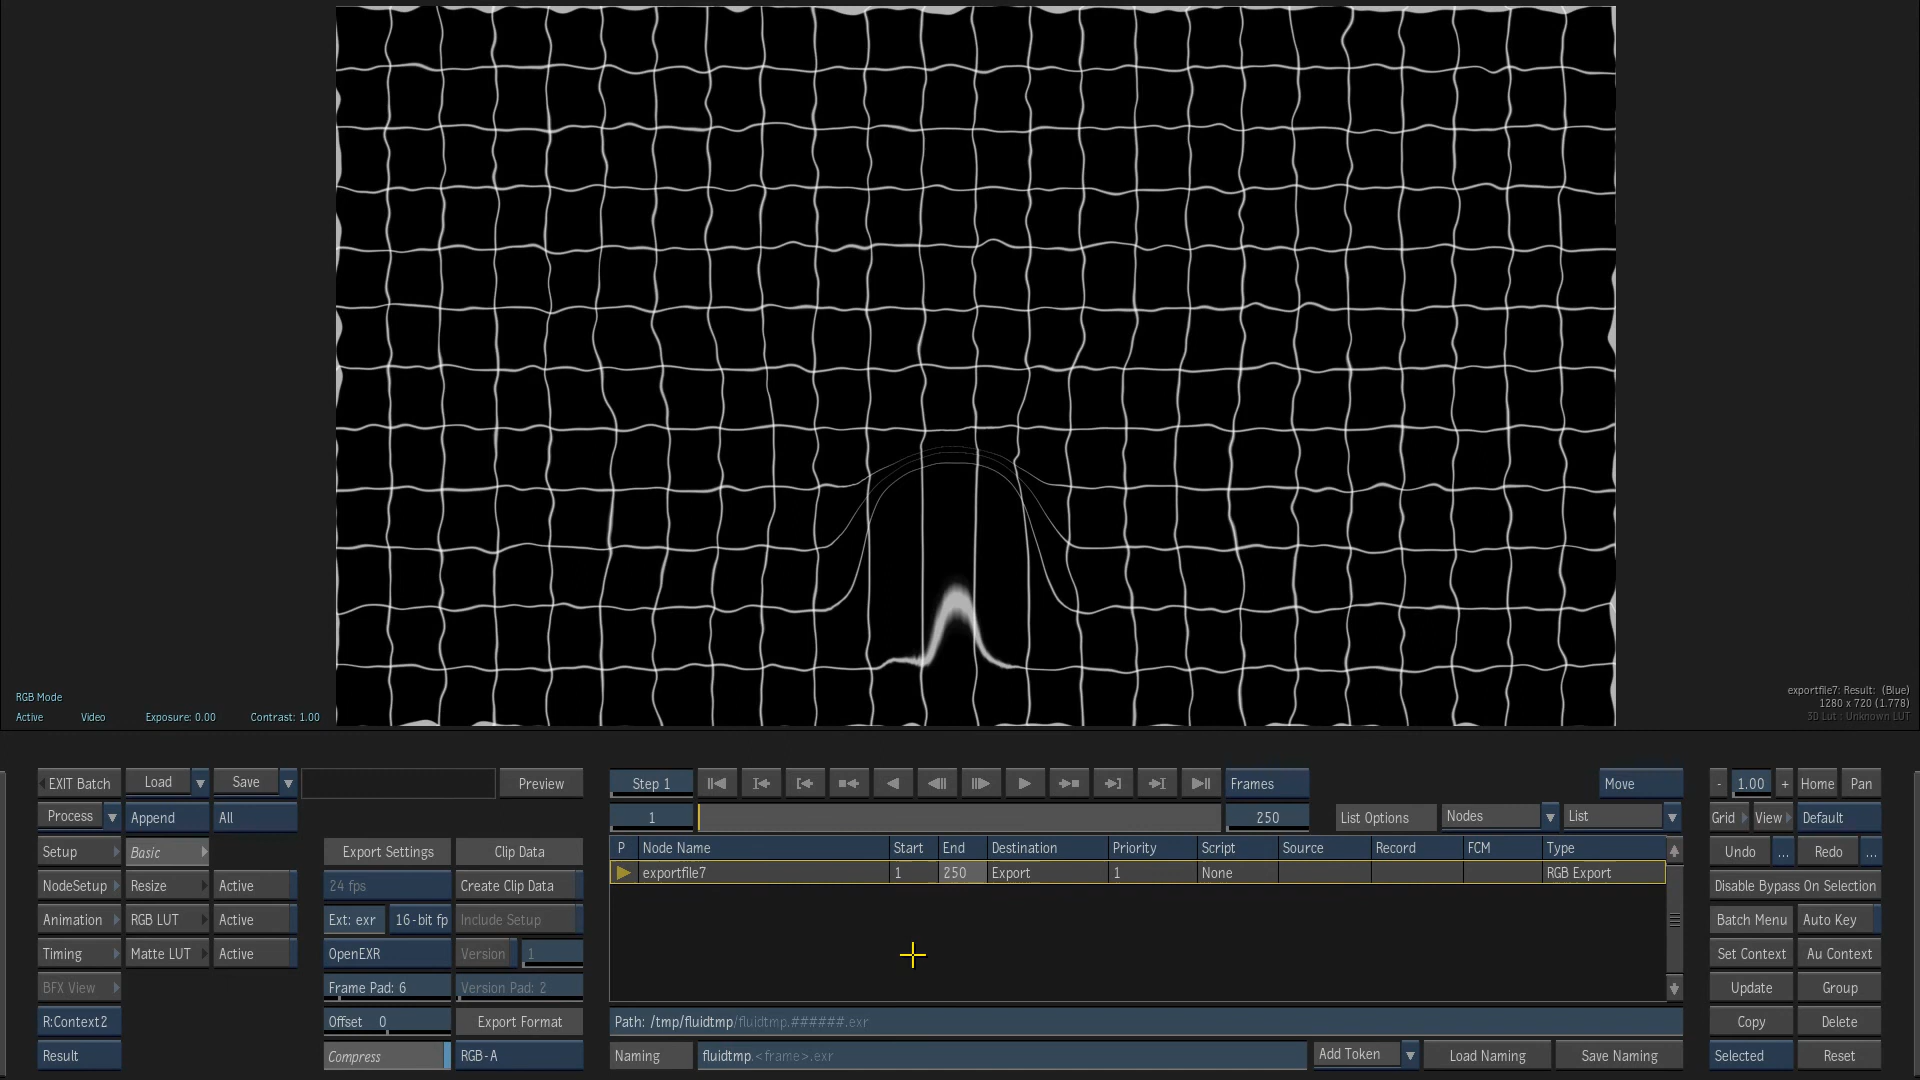 RGB Mode
Active Video Exposure: 0.00 Contrast: 1.00
exportfile7: Result: (Blue)
1280 x 720 (1.778)
3D Lut : Unknown LUT
EXIT Batch Load Save Preview Step 1 Frames Move - 1.00 + Home Pan
Process Append All 1 250 List Options Nodes List Grid View Default
Setup Basic Export Settings Clip Data P Node Name Start End Destination Priority Script Source Record FCM Type Undo ... Redo ...
NodeSetup Resize Active 24 fps Create Clip Data exportfile7 1 250 Export 1 None RGB Export Disable Bypass On Selection
Animation RGB LUT Active Ext: exr 16-bit fp Include Setup Batch Menu Auto Key
Timing Matte LUT Active OpenEXR Version 1 Set Context Au Context
BFX View Frame Pad: 6 Version Pad: 2 Update Group
R:Context2 Offset 0 Export Format Path: /tmp/fluidtmp/fluidtmp.######.exr Copy Delete
Result Compress RGB-A Naming fluidtmp.<frame>.exr Add Token Load Naming Save Naming Selected Reset